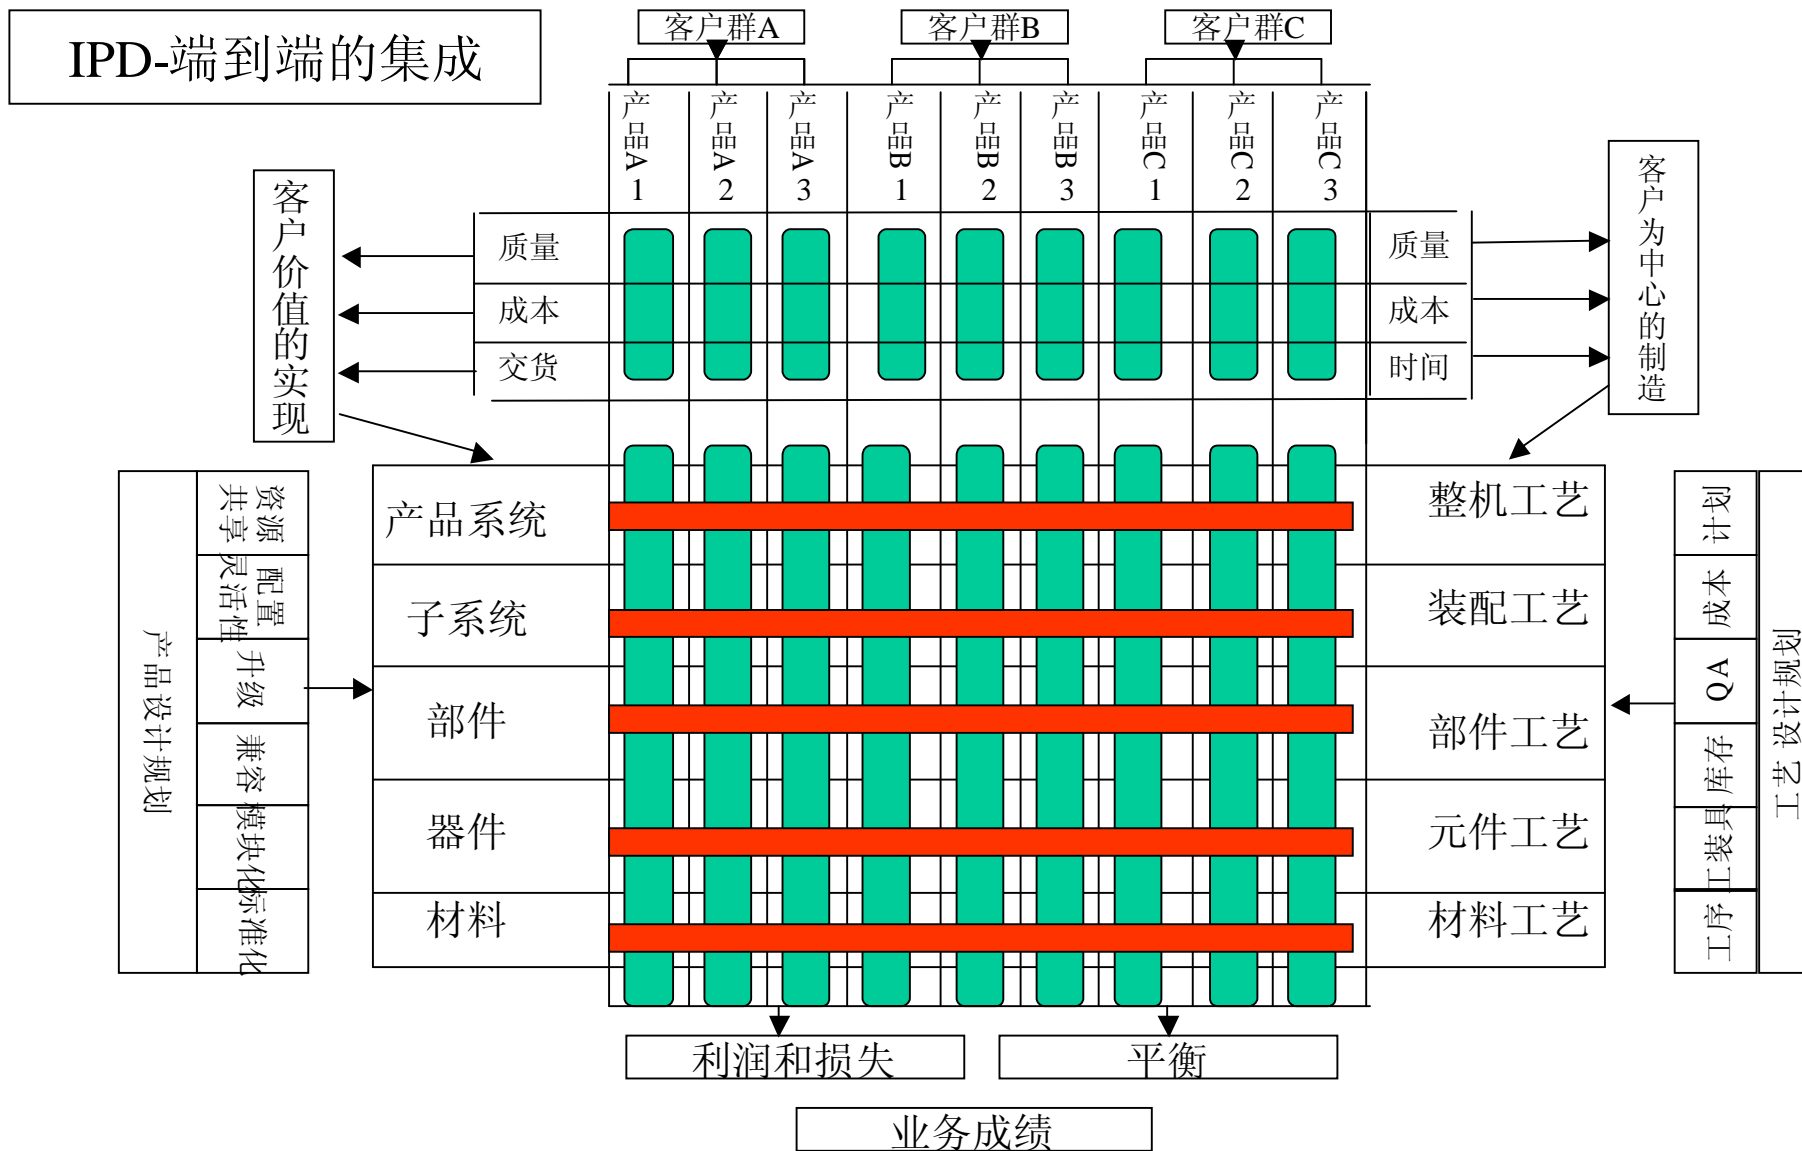 IPD-端到端的集成
客户群A
客户群B
客户群C
产品A1
产品A2
产品A3
产品B1
产品B2
产品B3
产品C1
产品C2
产品C3
客户价值的实现
质量
成本
交货
质量
成本
时间
客户为中心的制造
产品设计规划
资源
共享
配置
灵活性
升级
兼容
模块化
标准化
产品系统
子系统
部件
器件
材料
整机工艺
装配工艺
部件工艺
元件工艺
材料工艺
计划
成本
QA
库存
工装具
工序
工艺设计规划
利润和损失
平衡
业务成绩